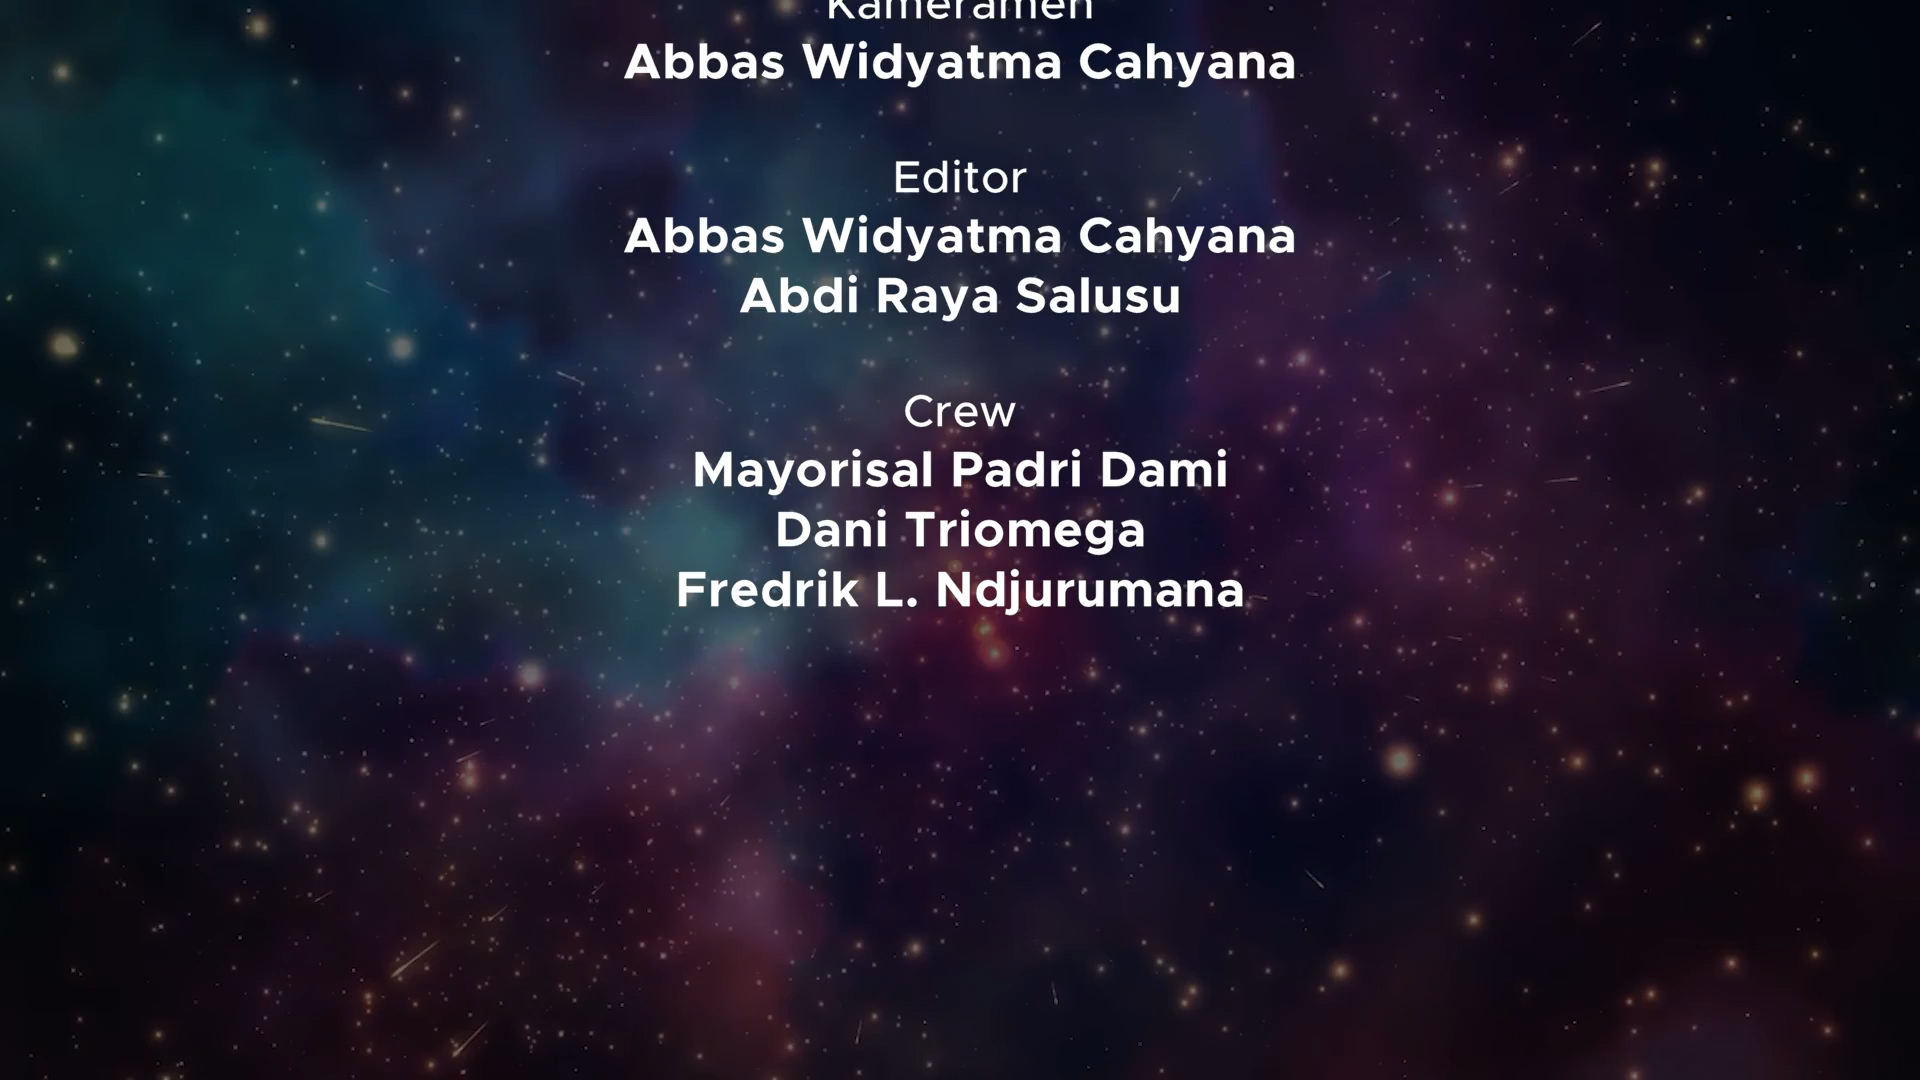 Kameramen
Abbas Widyatma Cahyana
Editor
Abbas Widyatma Cahyana
Abdi Raya Salusu
Crew
Mayorisal Padri Dami
Dani Triomega
Fredrik L. Ndjurumana